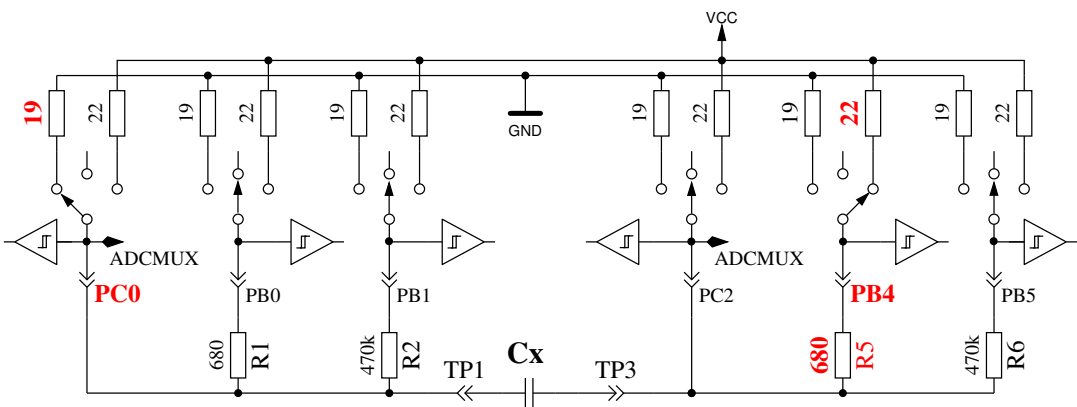 VCC
19
22
19
22
19
22
GND
19
22
19
22
19
22
ADCMUX
ADCMUX
PC0
PB0
PB1
PC2
PB4
PB5
680
R1
470k
R2
TP1
Cx
TP3
680
R5
470k
R6